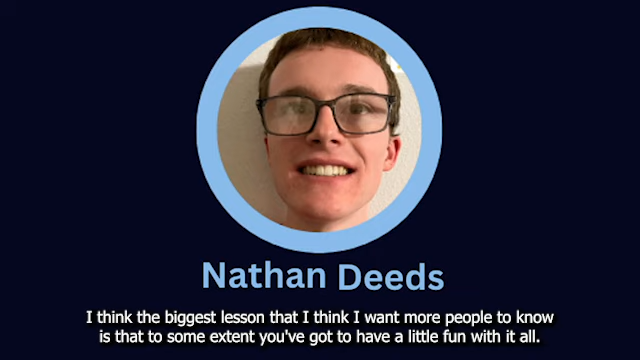 Nathan Deeds
I think the biggest lesson that I think I want more people to know
is that to some extent you've got to have a little fun with it all.